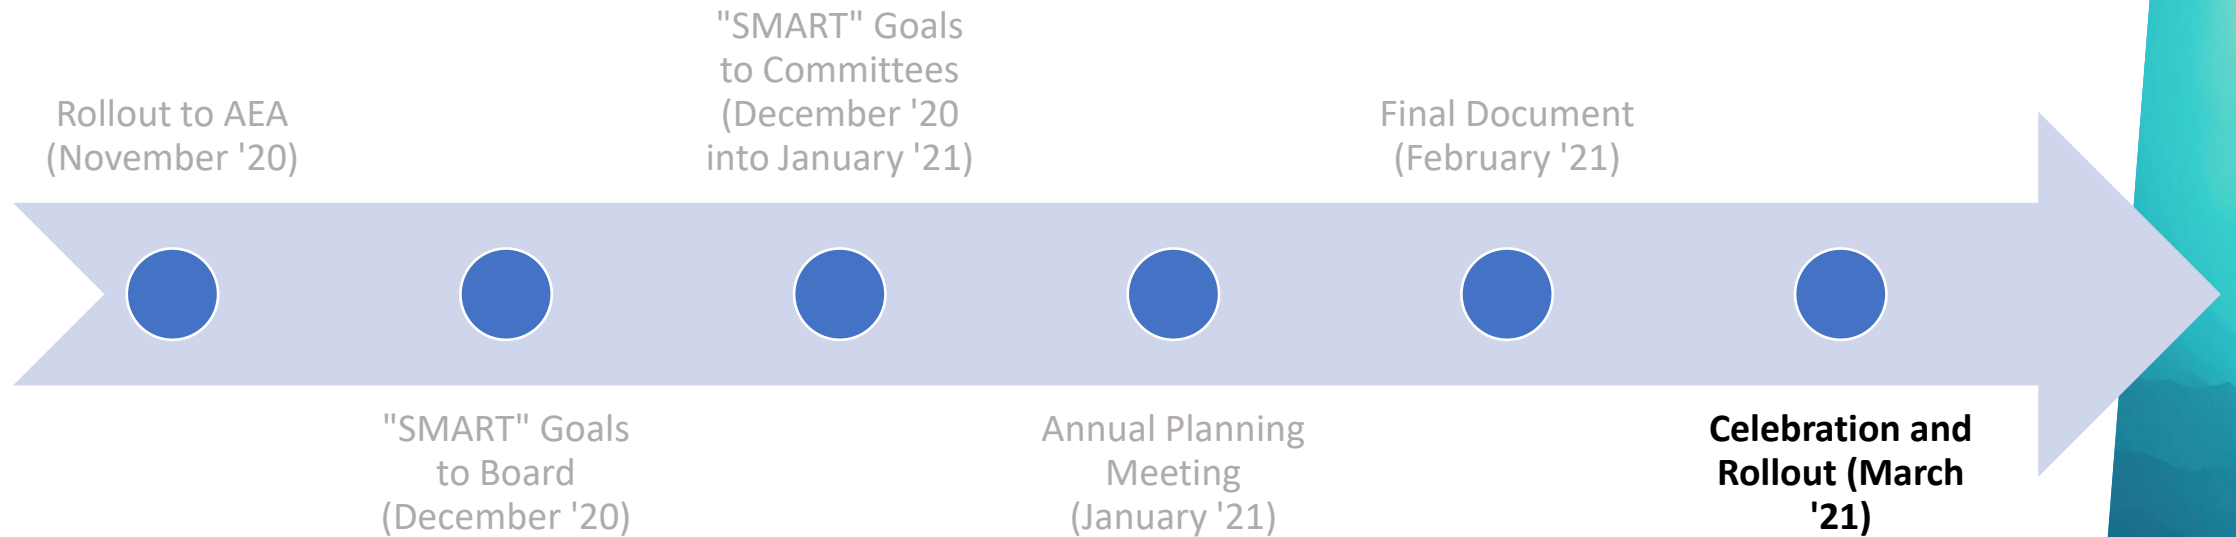 Rollout to AEA
(November '20)
"SMART" Goals
to Board
(December '20)
"SMART" Goals
to Committees
(December '20
into January '21)
Annual Planning
Meeting
(January '21)
Final Document
(February '21)
Celebration and
Rollout (March
'21)